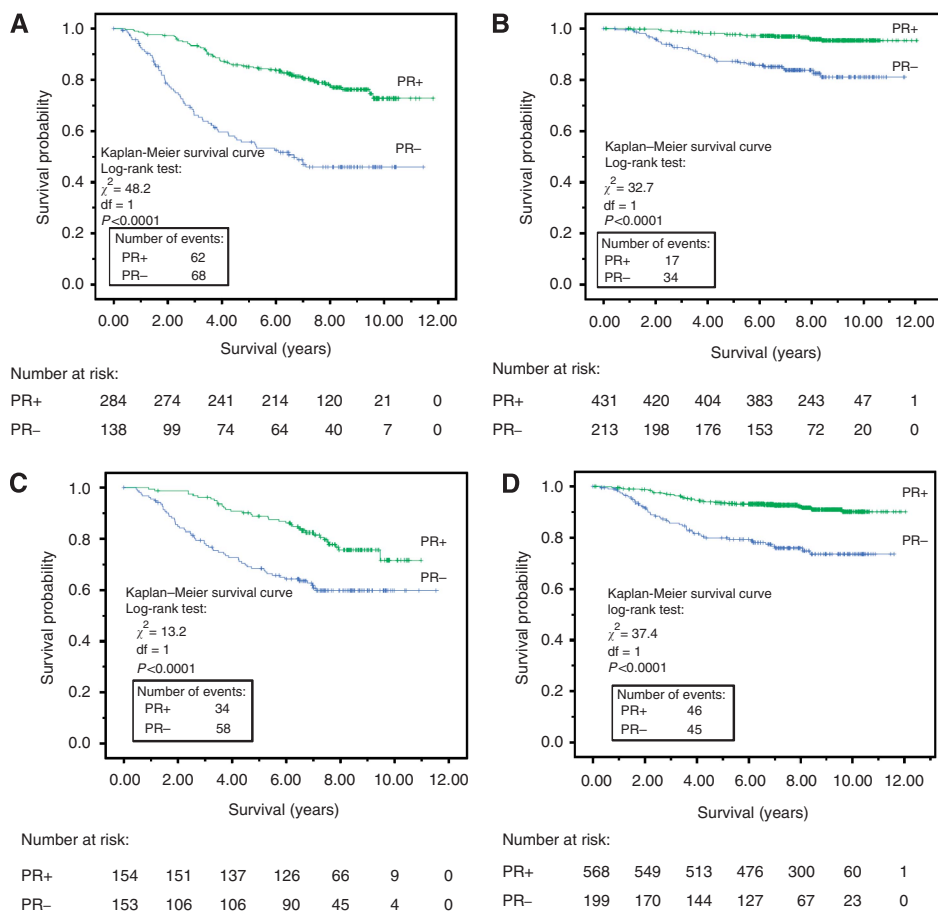 A
1.0
0.8
0.6
0.4
0.2
0.0
Survival probability
PR+
PR–
Kaplan-Meier survival curve
Log-rank test:
χ2= 48.2
df = 1
P<0.0001
Number of events:
PR+ 62
PR– 68
0.00 2.00 4.00 6.00 8.00 10.00 12.00
Survival (years)
Number at risk:
PR+ 284 274 241 214 120 21 0
PR– 138 99 74 64 40 7 0
B
1.0
0.8
0.6
0.4
0.2
0.0
Survival probability
PR+
PR–
Kaplan–Meier survival curve
Log-rank test:
χ2= 32.7
df = 1
P<0.0001
Number of events:
PR+ 17
PR– 34
0.00 2.00 4.00 6.00 8.00 10.00 12.00
Survival (years)
Number at risk:
PR+ 431 420 404 383 243 47 1
PR– 213 198 176 153 72 20 0
C
1.0
0.8
0.6
0.4
0.2
0.0
Survival probability
PR+
PR–
Kaplan–Meier survival curve
Log-rank test:
χ2= 13.2
df = 1
P<0.0001
Number of events:
PR+ 34
PR– 58
0.00 2.00 4.00 6.00 8.00 10.00 12.00
Survival (years)
Number at risk:
PR+ 154 151 137 126 66 9 0
PR– 153 106 106 90 45 4 0
D
1.0
0.8
0.6
0.4
0.2
0.0
Survival probability
PR+
PR–
Kaplan–Meier survival curve
log-rank test:
χ2= 37.4
df = 1
P<0.0001
Number of events:
PR+ 46
PR– 45
0.00 2.00 4.00 6.00 8.00 10.00 12.00
Survival (years)
Number at risk:
PR+ 568 549 513 476 300 60 1
PR– 199 170 144 127 67 23 0